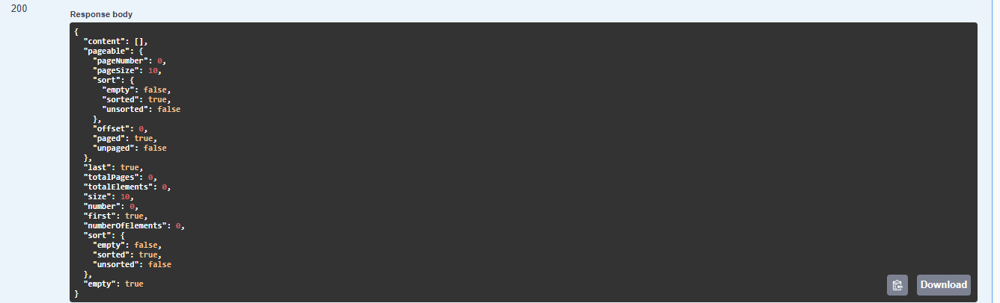 200
Response body
{
  "content": [],
  "pageable": {
    "pageNumber": 0,
    "pageSize": 10,
    "sort": {
      "empty": false,
      "sorted": true,
      "unsorted": false
    },
    "offset": 0,
    "paged": true,
    "unpaged": false
  },
  "last": true,
  "totalPages": 0,
  "totalElements": 0,
  "size": 10,
  "number": 0,
  "first": true,
  "numberOfElements": 0,
  "sort": {
    "empty": false,
    "sorted": true,
    "unsorted": false
  },
  "empty": true
}
Download